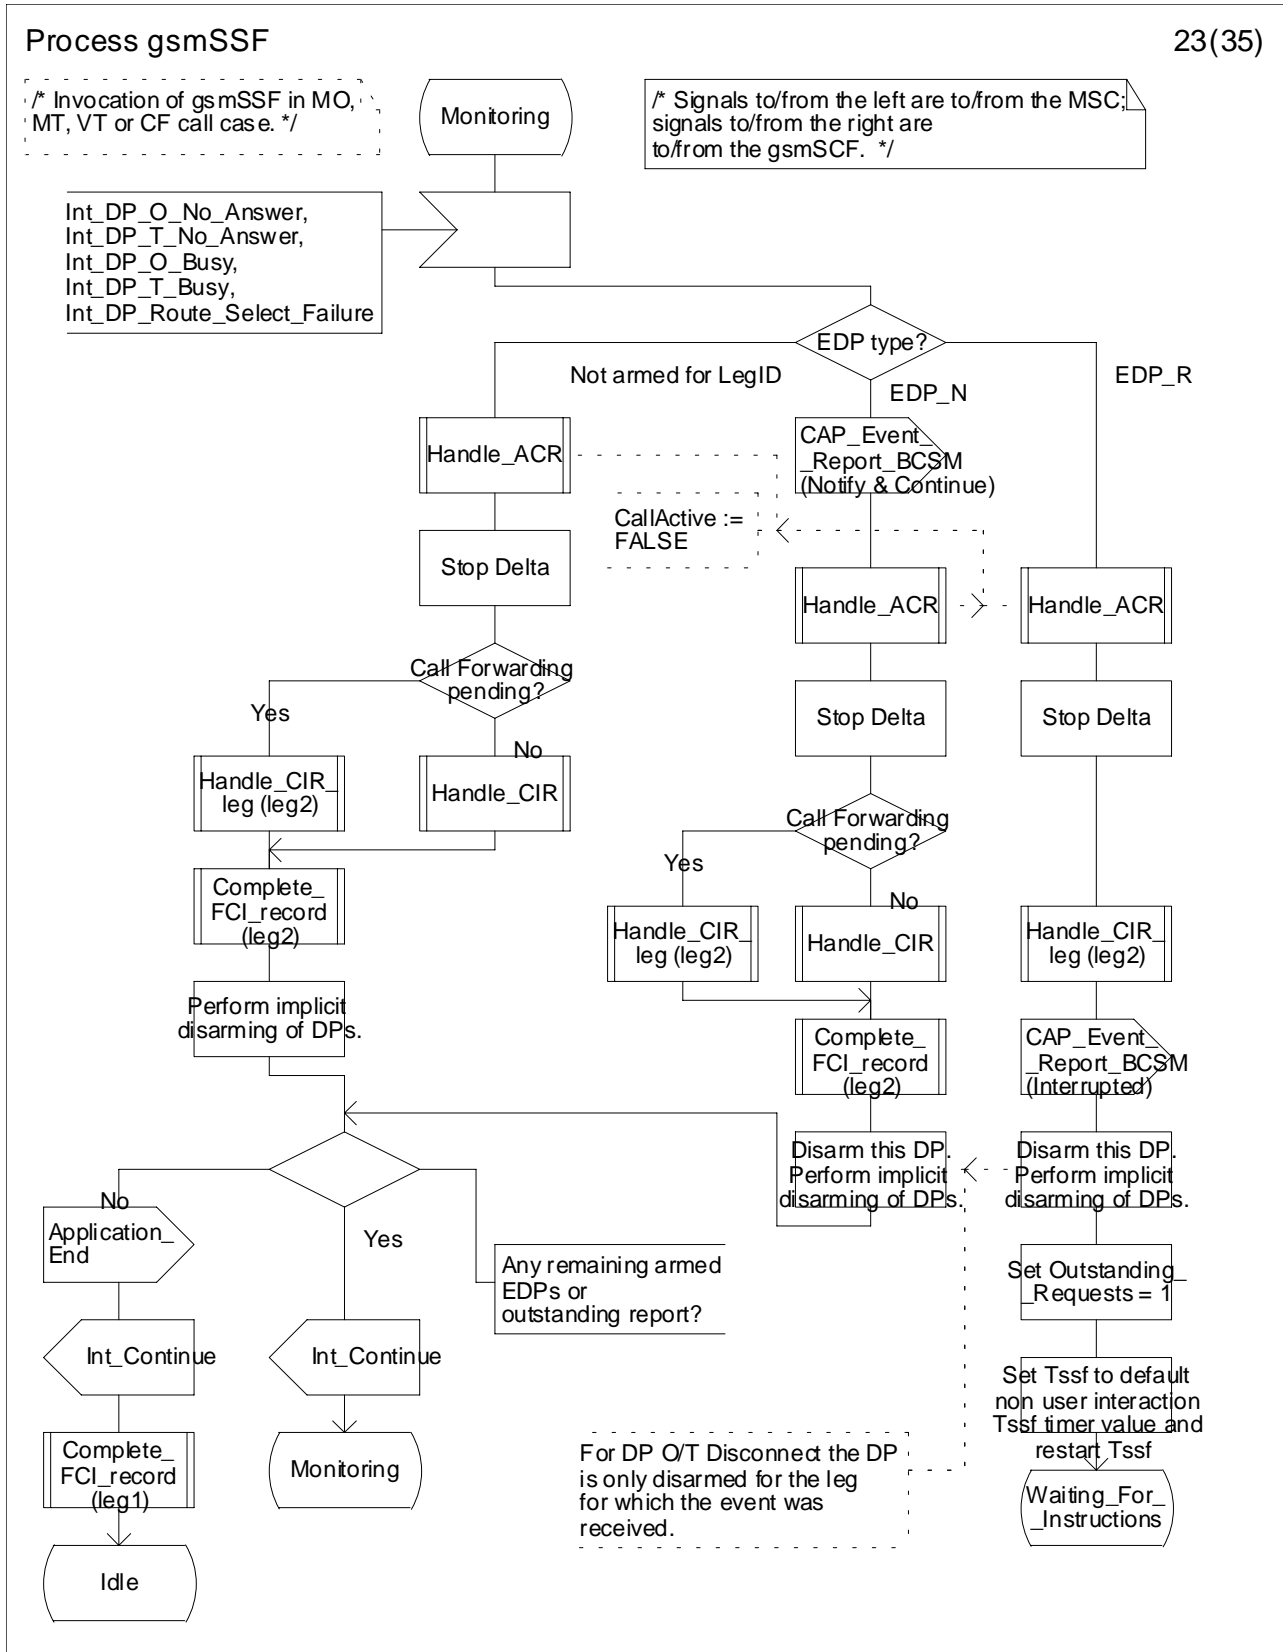 Process gsmSSF
23(35)
/* Invocation of gsmSSF in MO,
MT, VT or CF call case. */
Monitoring
/* Signals to/from the left are to/from the MSC;
signals to/from the right are
to/from the gsmSCF.  */
Int_DP_O_No_Answer,
Int_DP_T_No_Answer,
Int_DP_O_Busy,
Int_DP_T_Busy,
Int_DP_Route_Select_Failure
EDP type?
Not armed for LegID
EDP_N
EDP_R
Handle_ACR
CAP_Event_
_Report_BCSM
(Notify & Continue)
CallActive :=
FALSE
Stop Delta
Handle_ACR
Handle_ACR
Call Forwarding
pending?
Yes
No
Stop Delta
Stop Delta
Handle_CIR_
leg (leg2)
Handle_CIR
Call Forwarding
pending?
Yes
No
Complete_
FCI_record
(leg2)
Handle_CIR_
leg (leg2)
Handle_CIR
Handle_CIR_
leg (leg2)
Perform implicit
disarming of DPs.
Complete_
FCI_record
(leg2)
CAP_Event_
_Report_BCSM
(Interrupted)
Disarm this DP.
Perform implicit
disarming of DPs.
Disarm this DP.
Perform implicit
disarming of DPs.
No
Yes
Application_
End
Any remaining armed
EDPs or
outstanding report?
Set Outstanding_
_Requests = 1
Int_Continue
Int_Continue
Set Tssf to default
non user interaction
Tssf timer value and
restart Tssf
Complete_
FCI_record
(leg1)
Monitoring
For DP O/T Disconnect the DP
is only disarmed for the leg
for which the event was
received.
Waiting_For_
_Instructions
Idle